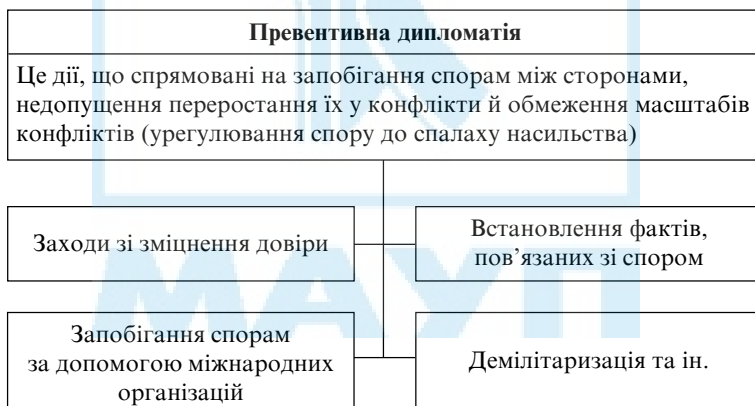 Превентивна дипломатія
Це дії, що спрямовані на запобігання спорам між сторонами,
недопущення переростання їх у конфлікти й обмеження масштабів
конфліктів (урегулювання спору до спалаху насильства)
Заходи зі зміцнення довіри
Встановлення фактів,
пов’язаних зі спором
МАУП
Запобігання спорам
за допомогою міжнародних
організацій
Демілітаризація та ін.